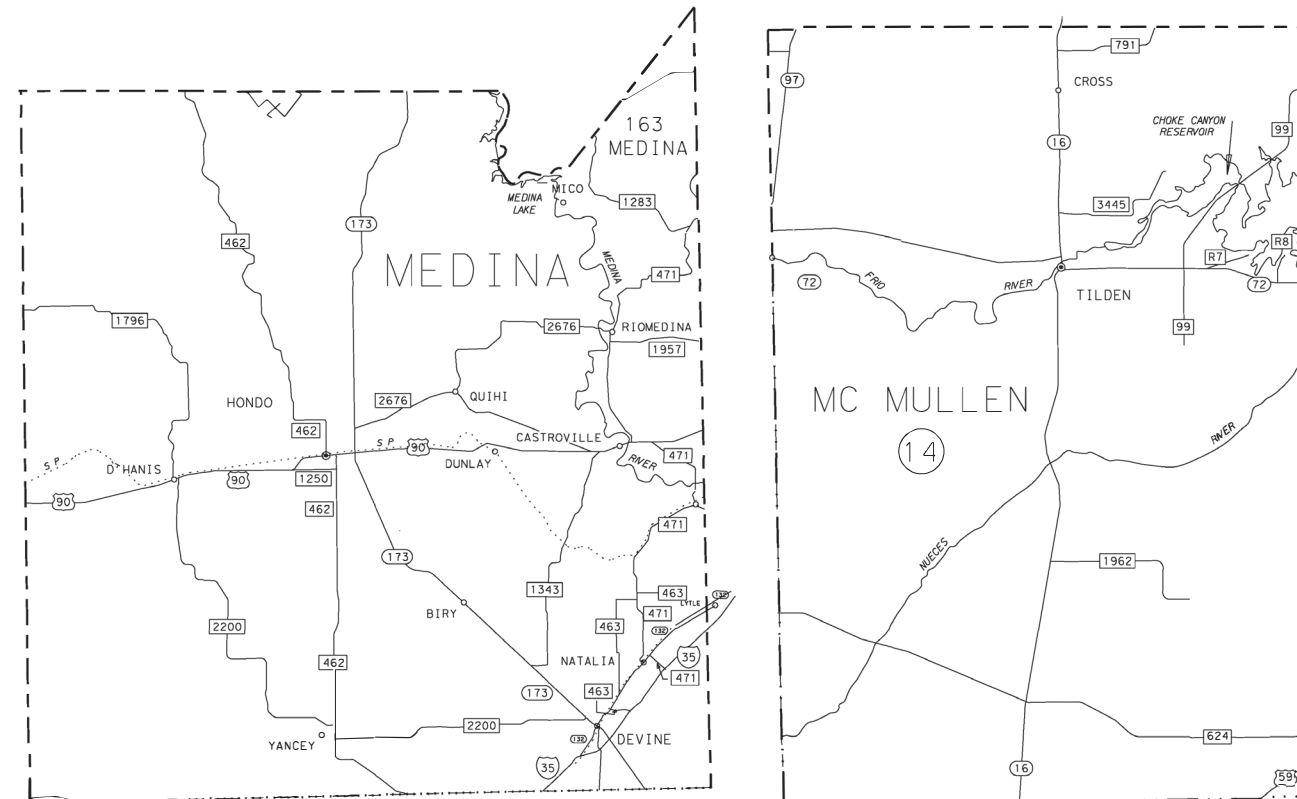 163
MEDINA
MEDINA
LAKE
MICO
1283
462
173
MEDINA
MEDINA
471
1796
2676
RIOMEDINA
1957
HONDO
2676
QUIHI
462
CASTROVILLE
S P
90
S P
D'HANIS
DUNLAY
471
RIVER
90
1250
90
462
471
173
1343
463
132
LYTLE
BIRY
471
2200
463
132
NATALIA
35
462
471
173
463
2200
YANCEY
132
DEVINE
35
791
97
CROSS
CHOKE CANYON
RESERVOIR
99
16
3445
R8
R7
FRIO
72
RIVER
72
TILDEN
99
MC MULLEN
14
RIVER
NUECES
1962
624
16
59